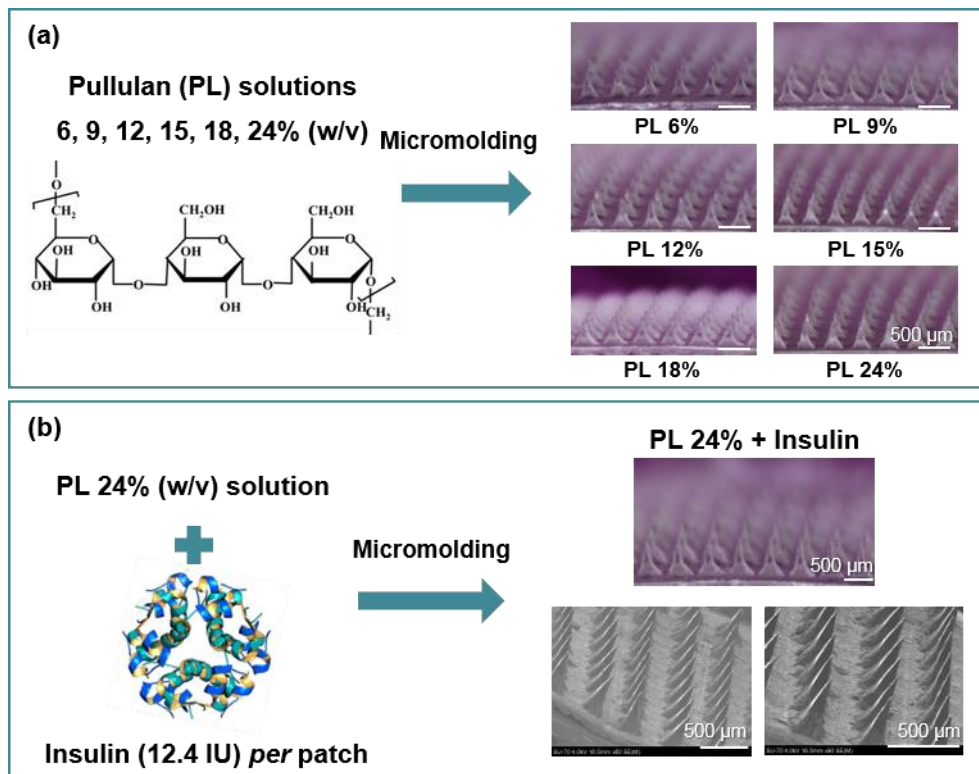 (a)
Pullulan (PL) solutions
6, 9, 12, 15, 18, 24% (w/v)
Micromolding
O
CH₂
O
OH
OH
OH
O
CH₂OH
O
OH
OH
O
CH₂OH
O
OH
OH
O
CH₂
PL 6%
PL 9%
PL 12%
PL 15%
500 µm
PL 18%
PL 24%
(b)
PL 24% (w/v) solution
Insulin (12.4 IU) per patch
Micromolding
PL 24% + Insulin
500 µm
500 µm
500 µm